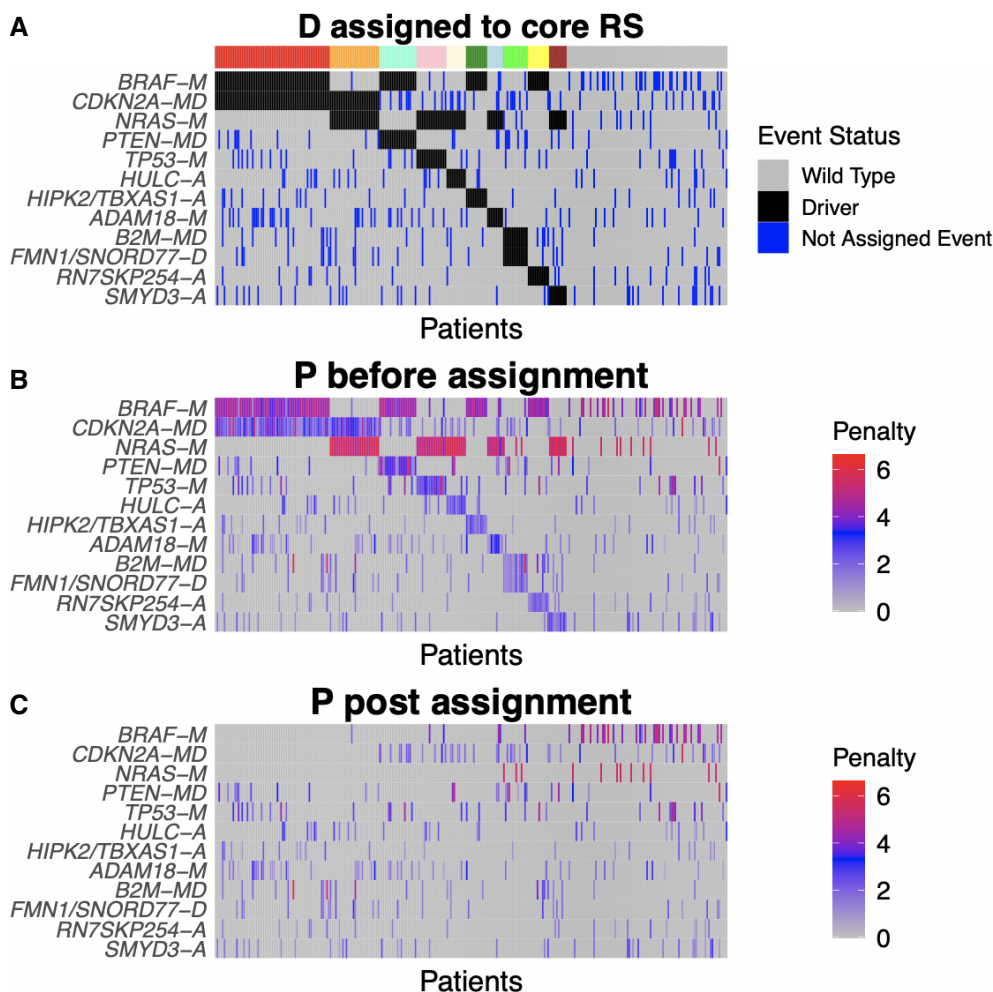 A
D assigned to core RS
BRAF−M
CDKN2A−MD
NRAS−M
PTEN−MD
TP53−M
HULC−A
HIPK2/TBXAS1−A
ADAM18−M
B2M−MD
FMN1/SNORD77−D
RN7SKP254−A
SMYD3−A
Patients
Event Status
Wild Type
Driver
Not Assigned Event
B
P before assignment
BRAF−M
CDKN2A−MD
NRAS−M
PTEN−MD
TP53−M
HULC−A
HIPK2/TBXAS1−A
ADAM18−M
B2M−MD
FMN1/SNORD77−D
RN7SKP254−A
SMYD3−A
Patients
Penalty
6
4
2
0
C
P post assignment
BRAF−M
CDKN2A−MD
NRAS−M
PTEN−MD
TP53−M
HULC−A
HIPK2/TBXAS1−A
ADAM18−M
B2M−MD
FMN1/SNORD77−D
RN7SKP254−A
SMYD3−A
Patients
Penalty
6
4
2
0